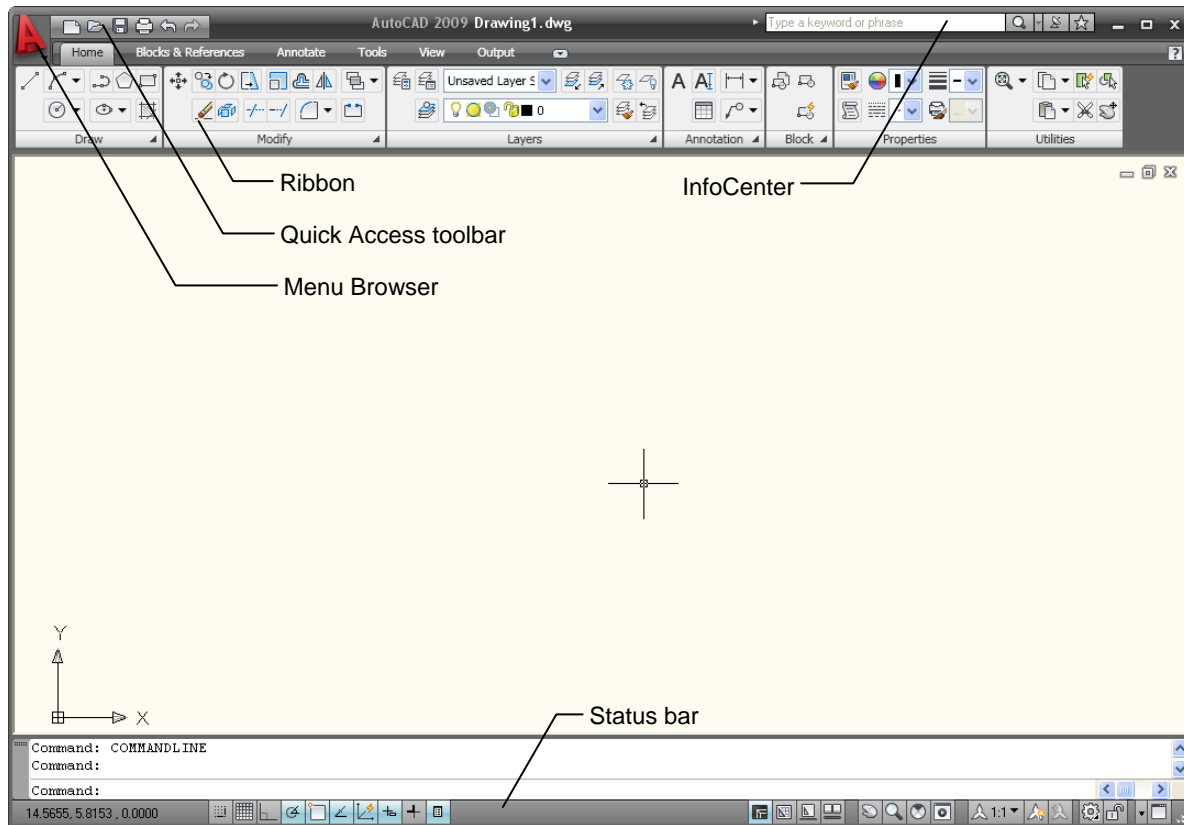 AutoCAD 2009 Drawing1.dwg
Type a keyword or phrase
Home Blocks & References Annotate Tools View Output
Unsaved Layer S
A AI
0
Draw Modify Layers Annotation Block Properties Utilities
Ribbon
InfoCenter
Quick Access toolbar
Menu Browser
Y
X
Status bar
Command: COMMANDLINE
Command:
Command:
14.5655, 5.8153 , 0.0000
1:1